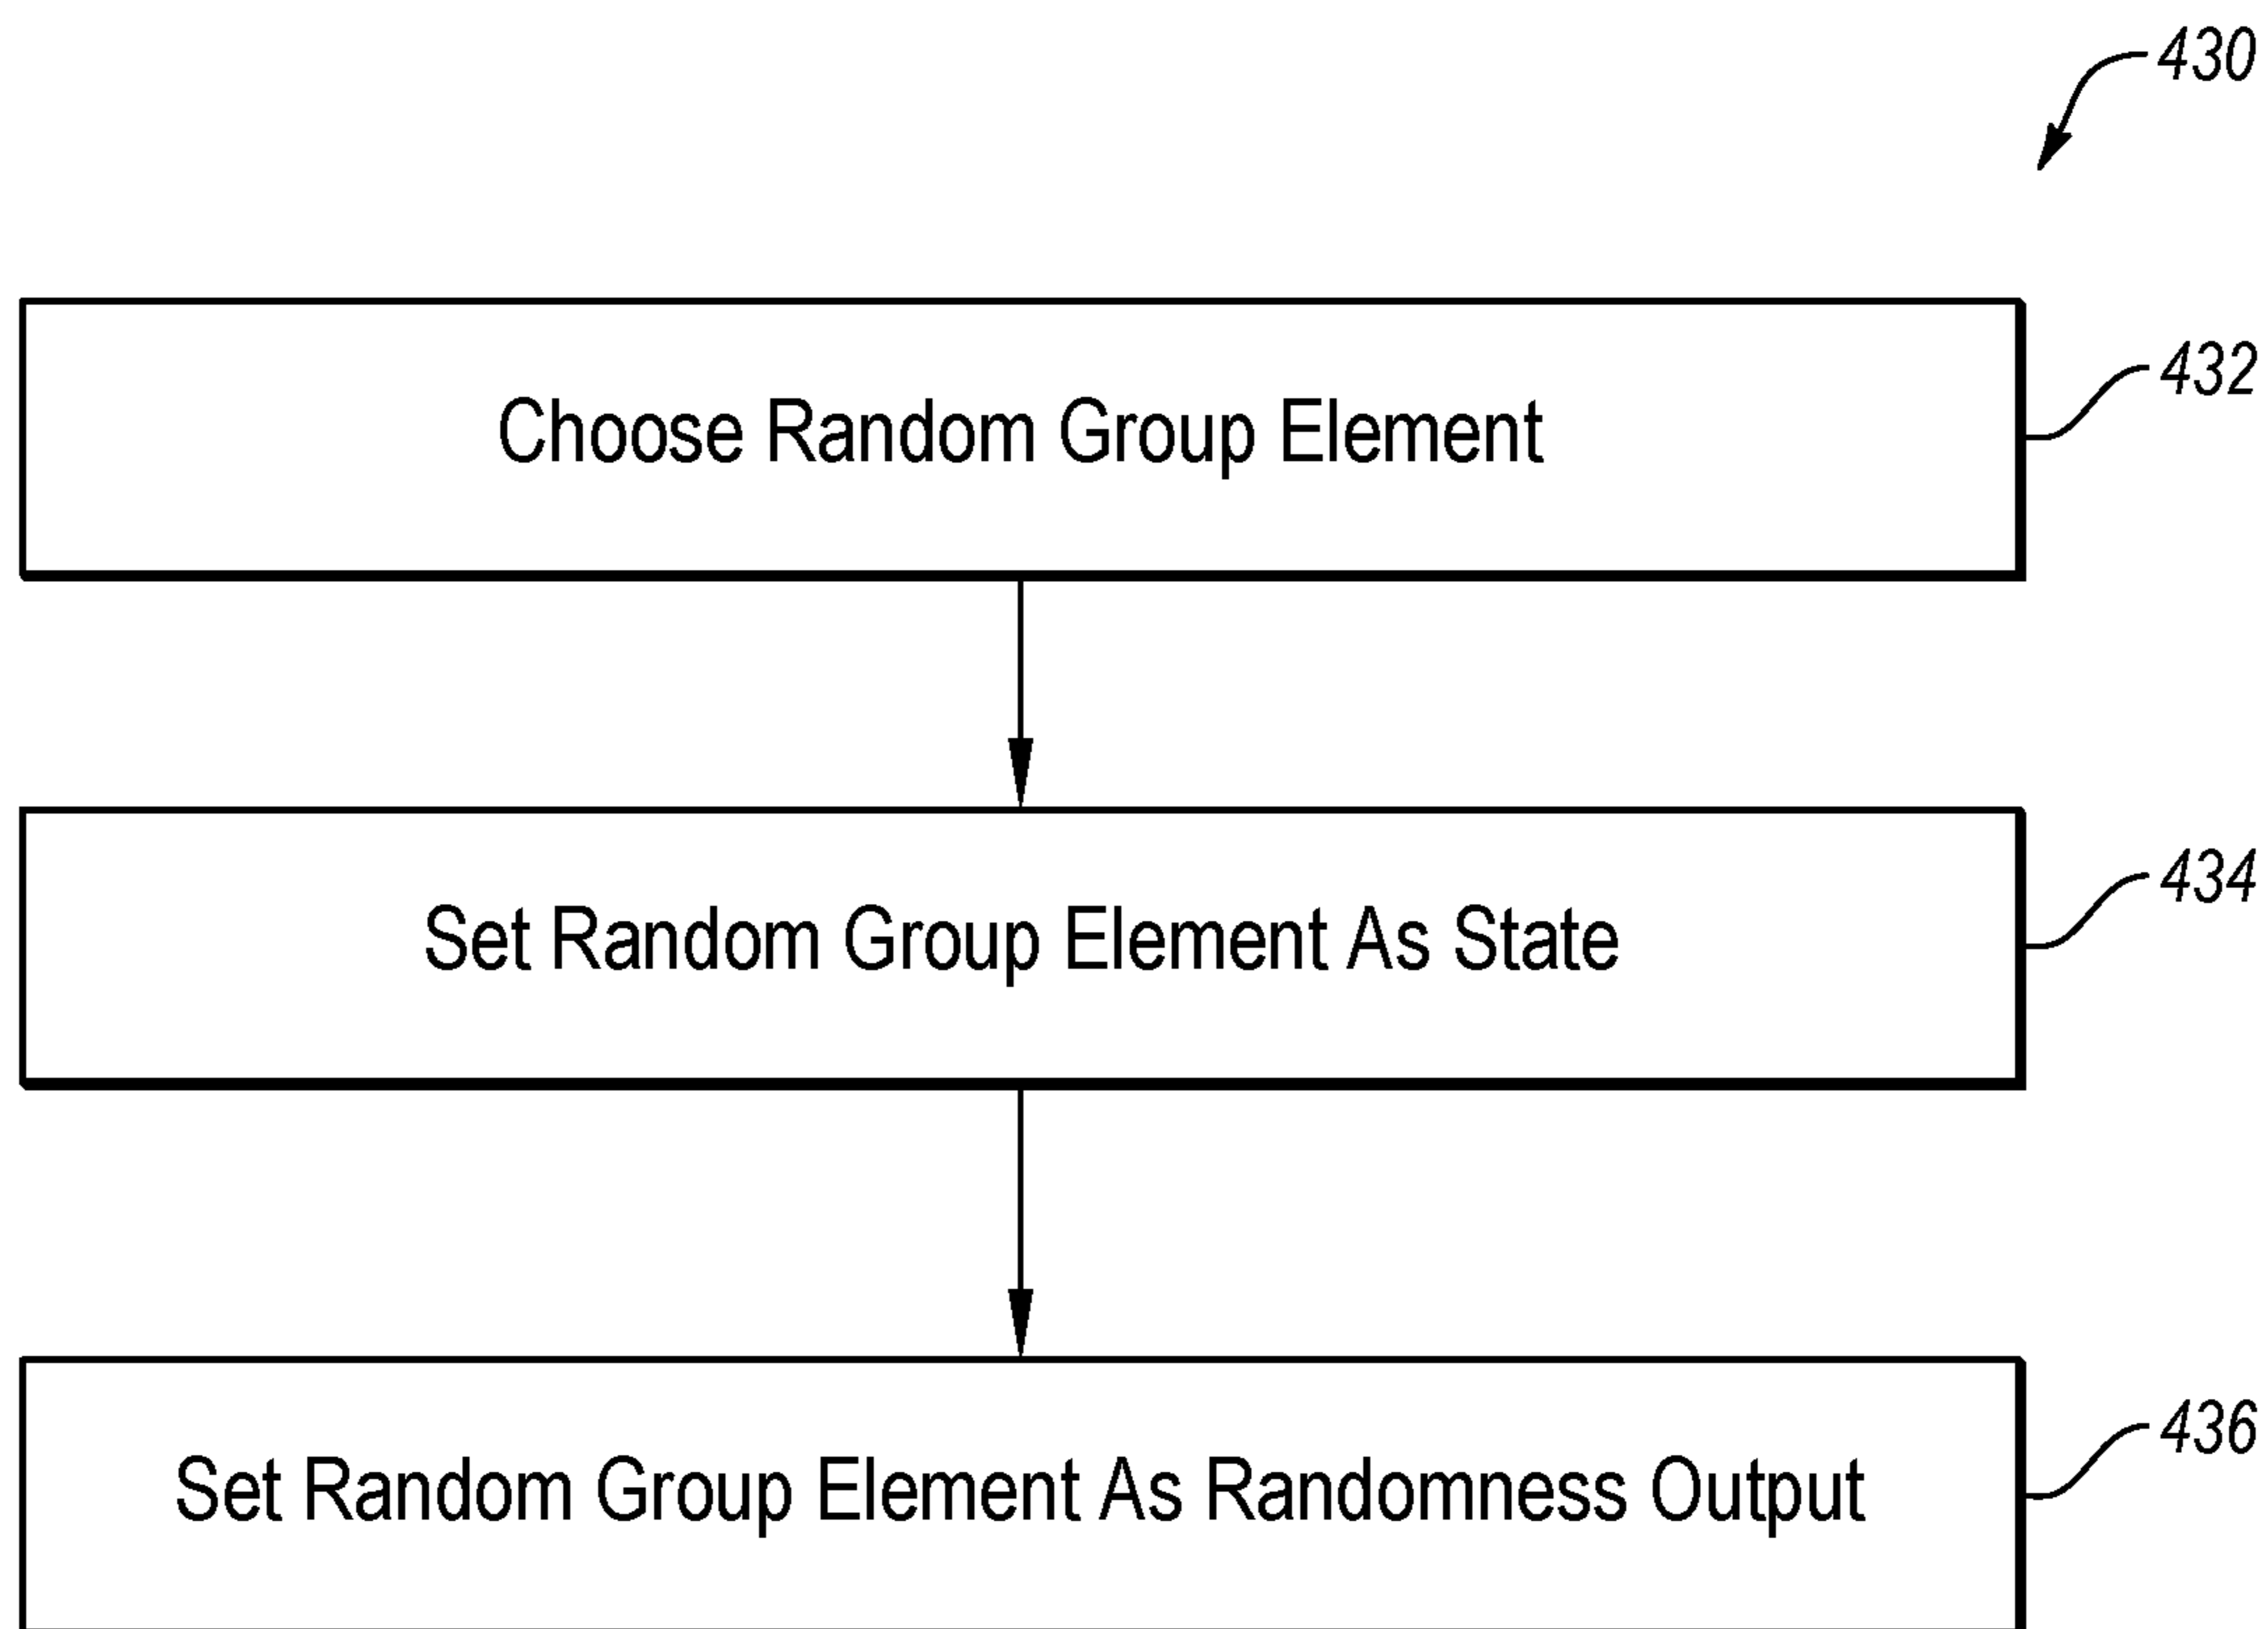 430
Choose Random Group Element
432
Set Random Group Element As State
434
Set Random Group Element As Randomness Output
436